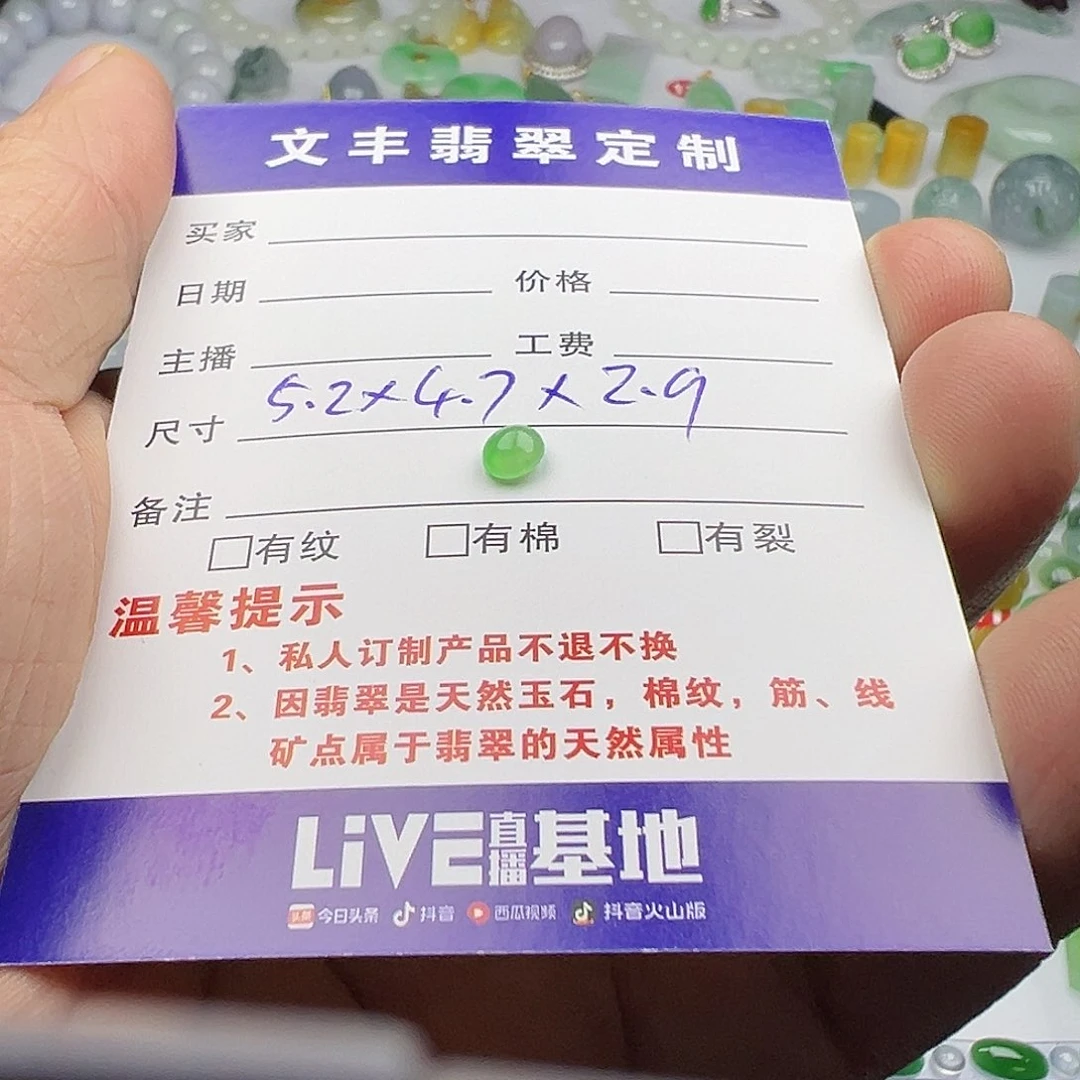 文丰翡翠定制
买家
日期 价格
主播 工费
尺寸 5.2×4.7×2.9
备注
有纹 有棉 有裂
温馨提示
1、私人订制产品不退不换
2、因翡翠是天然玉石，棉纹，筋、线
矿点属于翡翠的天然属性
LiVE直播基地
头条 今日头条 抖音 西瓜视频 抖音火山版